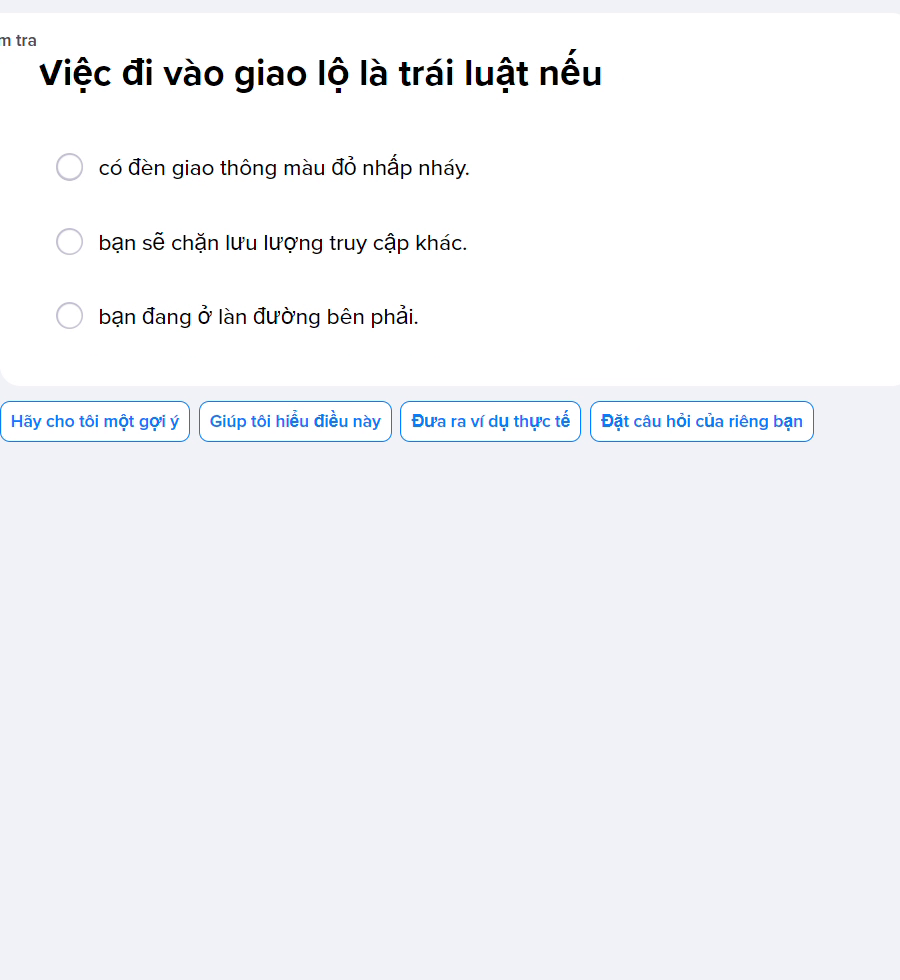 m tra
Việc đi vào giao lộ là trái luật nếu
có đèn giao thông màu đỏ nhấp nháy.
bạn sẽ chặn lưu lượng truy cập khác.
bạn đang ở làn đường bên phải.
Hãy cho tôi một gợi ý Giúp tôi hiểu điều này Đưa ra ví dụ thực tế Đặt câu hỏi của riêng bạn